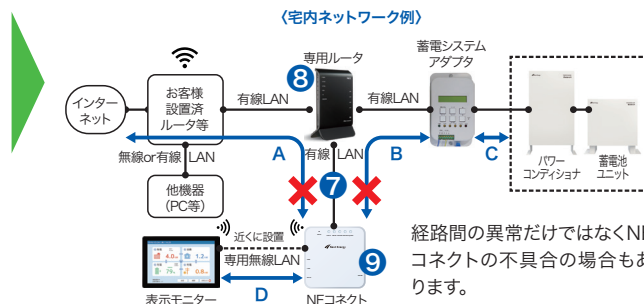 〈宅内ネットワーク例〉
専用ルータ
蓄電システム
アダプタ
❽
インター
ネット
お客様
設置済
ルータ等
有線LAN
有線LAN
無線or有線 LAN
A
有線 LAN
B
C
パワー
コンディショナ
蓄電池
ユニット
❼
他機器
(PC等)
近くに設置
専用無線LAN
❾
D
表示モニター
NEコネクト
経路間の異常だけではなくNE
コネクトの不具合の場合もあ
ります。